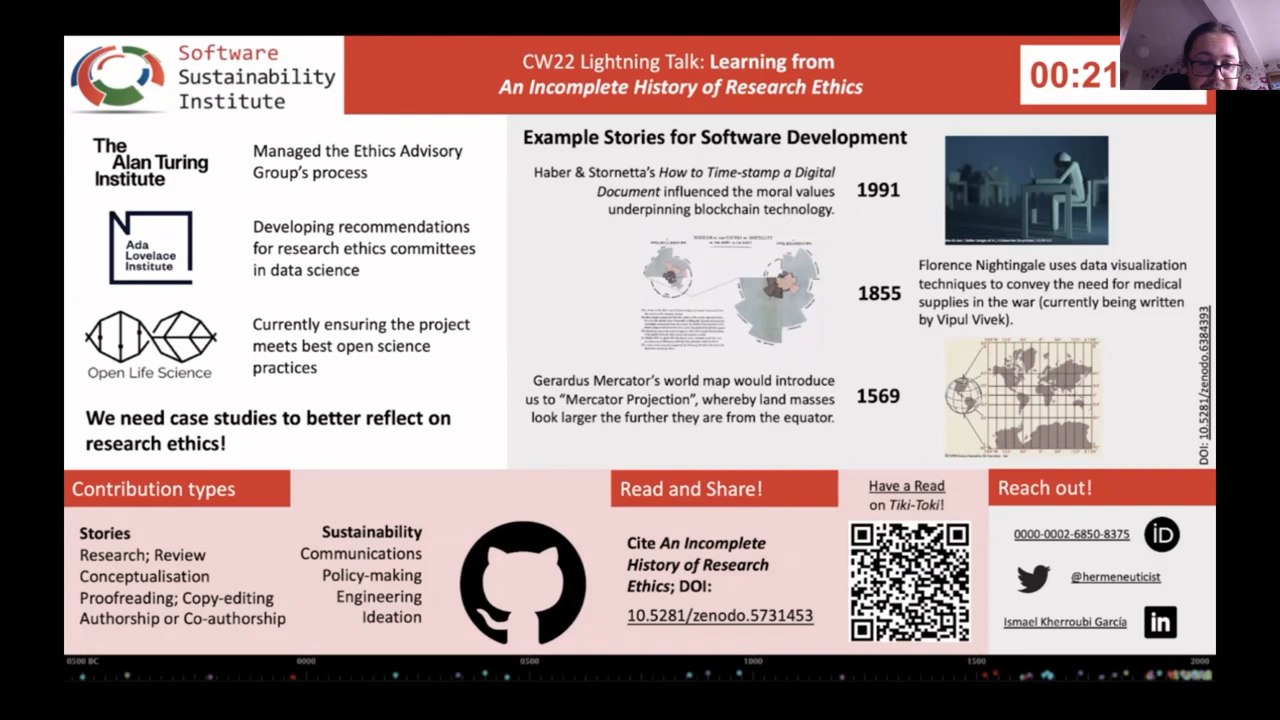 Software
Sustainability
Institute
CW22 Lightning Talk: Learning from
An Incomplete History of Research Ethics
00:21
The
Alan Turing
Institute
Managed the Ethics Advisory
Group's process
Ada
Lovelace
Institute
Developing recommendations
for research ethics committees
in data science
Open Life Science
Currently ensuring the project
meets best open science
practices
We need case studies to better reflect on
research ethics!
Example Stories for Software Development
Haber & Stornetta's How to Time-stamp a Digital
Document influenced the moral values
underpinning blockchain technology.
1991
1855
Florence Nightingale uses data visualization
techniques to convey the need for medical
supplies in the war (currently being written
by Vipul Vivek).
Gerardus Mercator's world map would introduce
us to “Mercator Projection”, whereby land masses
look larger the further they are from the equator.
1569
DOI: 10.5281/zenodo.6384393
Contribution types
Stories
Research; Review
Conceptualisation
Proofreading; Copy-editing
Authorship or Co-authorship
Sustainability
Communications
Policy-making
Engineering
Ideation
Read and Share!
Cite An Incomplete
History of Research
Ethics; DOI:
10.5281/zenodo.5731453
Have a Read
on Tiki-Toki!
Reach out!
0000-0002-6850-8375
iD
@hermeneuticist
Ismael Kherroubi García
in
0500 BC
0000
0500
1000
1500
2000